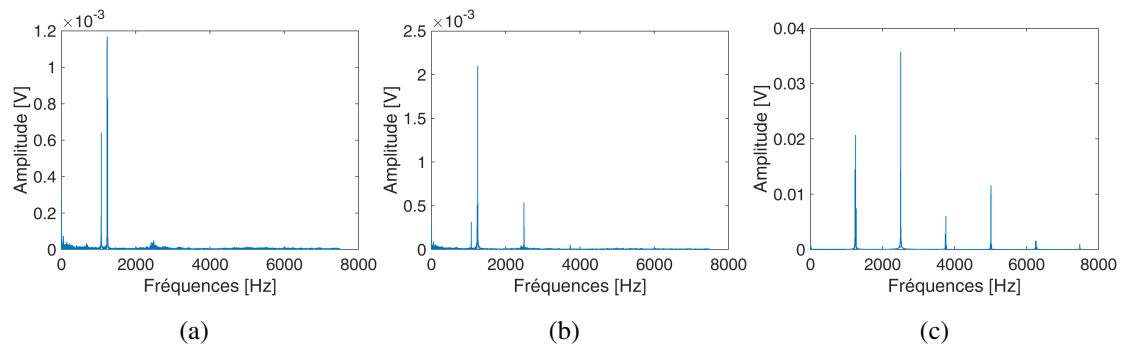 ×10⁻³
1.2
1
0.8
0.6
0.4
0.2
0
Amplitude [V]
0 2000 4000 6000 8000
Fréquences [Hz]
(a)
×10⁻³
2.5
2
1.5
1
0.5
0
Amplitude [V]
0 2000 4000 6000 8000
Fréquences [Hz]
(b)
0.04
0.03
0.02
0.01
0
Amplitude [V]
0 2000 4000 6000 8000
Fréquences [Hz]
(c)